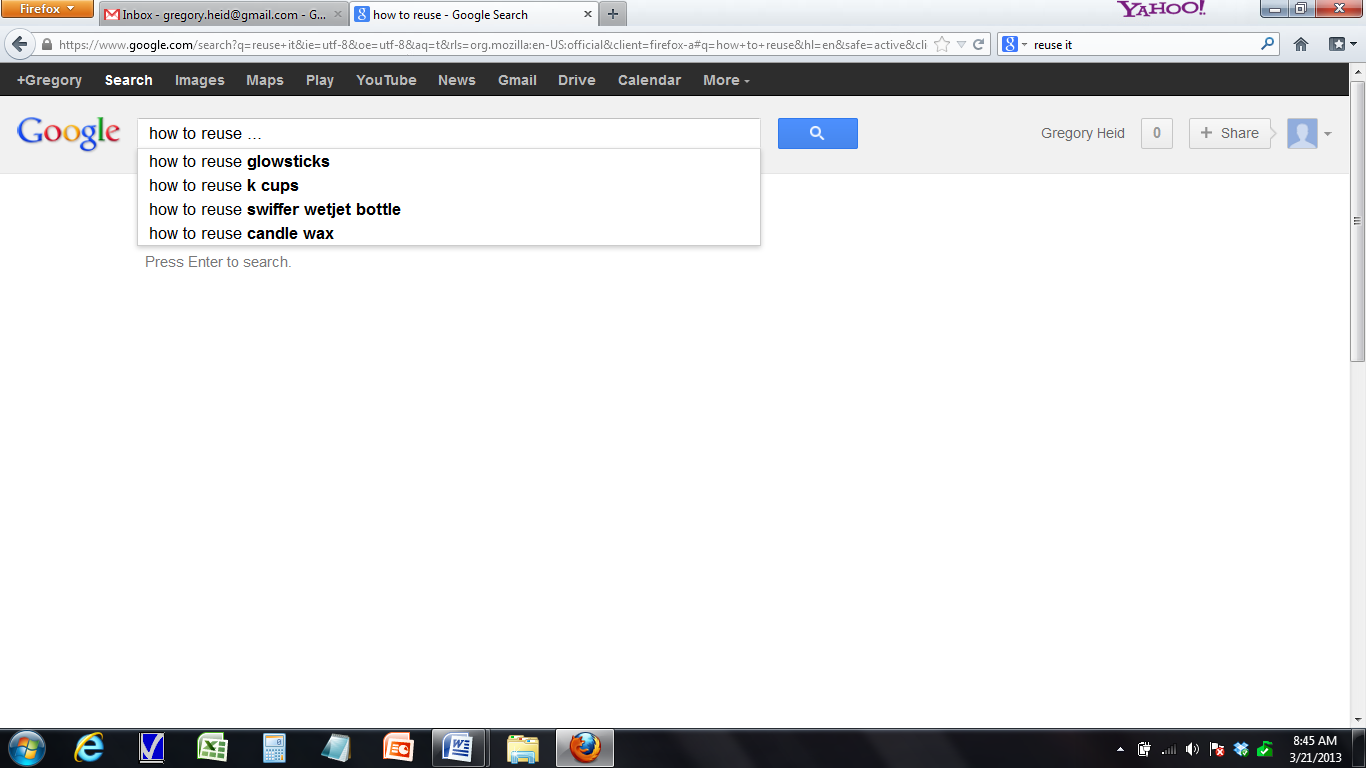 Firefox
Inbox - gregory.heid@gmail.com - G...
how to reuse - Google Search
YAHOO!
https://www.google.com/search?q=reuse+it&ie=utf-8&oe=utf-8&aq=t&rls=org.mozilla:en-US:official&client=firefox-a#q=how+to+reuse&hl=en&safe=active&cli
reuse it
+Gregory Search Images Maps Play YouTube News Gmail Drive Calendar More
Google
how to reuse ...
Gregory Heid
0
+ Share
how to reuse glowsticks
how to reuse k cups
how to reuse swiffer wetjet bottle
how to reuse candle wax
Press Enter to search.
8:45 AM
3/21/2013